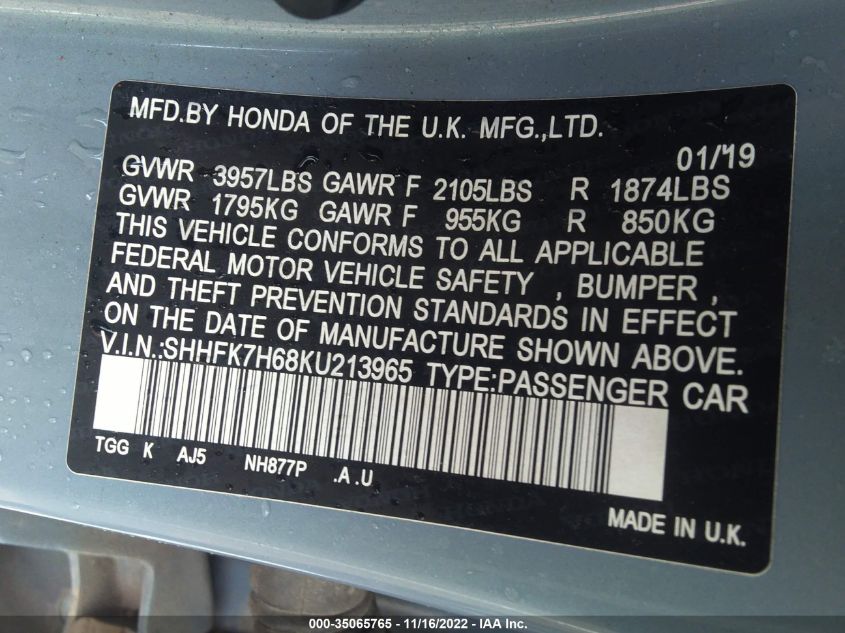 MFD.BY HONDA OF THE U.K. MFG.,LTD.
01/'19
GVWR 3957LBS GAWR F 2105LBS R 1874LBS
GVWR 1795KG GAWR F 955KG R 850KG
THIS VEHICLE CONFORMS TO ALL APPLICABLE
FEDERAL MOTOR VEHICLE SAFETY , BUMPER ,
AND THEFT PREVENTION STANDARDS IN EFFECT
ON THE DATE OF MANUFACTURE SHOWN ABOVE.
V.I.N.:SHHFK7H68KU213965 TYPE:PASSENGER CAR
TGG K AJ5 NH877P .A .U
MADE IN U.K.
000-35065765 - 11/16/2022 - IAA Inc.